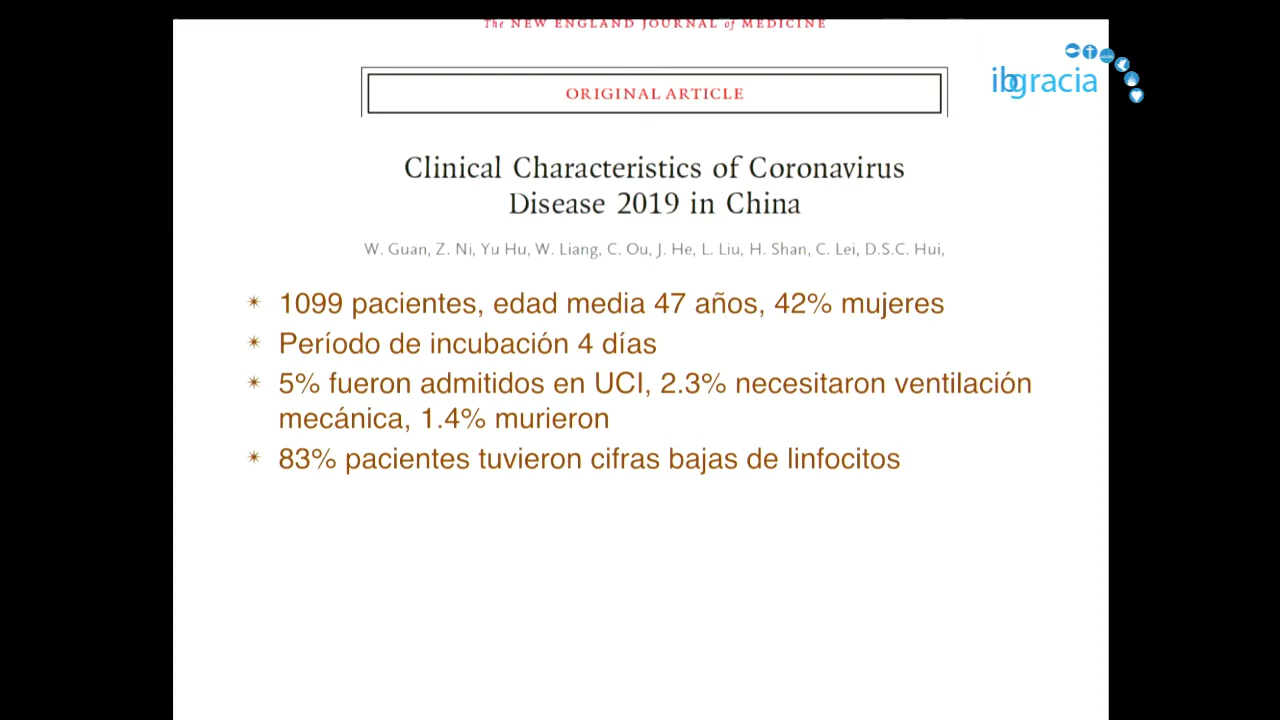 The NEW ENGLAND JOURNAL of MEDICINE
ibgracia
ORIGINAL ARTICLE
Clinical Characteristics of Coronavirus
Disease 2019 in China
W. Guan, Z. Ni, Yu Hu, W. Liang, C. Ou, J. He, L. Liu, H. Shan, C. Lei, D.S.C. Hui,
✴ 1099 pacientes, edad media 47 años, 42% mujeres
✴ Período de incubación 4 días
✴ 5% fueron admitidos en UCI, 2.3% necesitaron ventilación
mecánica, 1.4% murieron
✴ 83% pacientes tuvieron cifras bajas de linfocitos